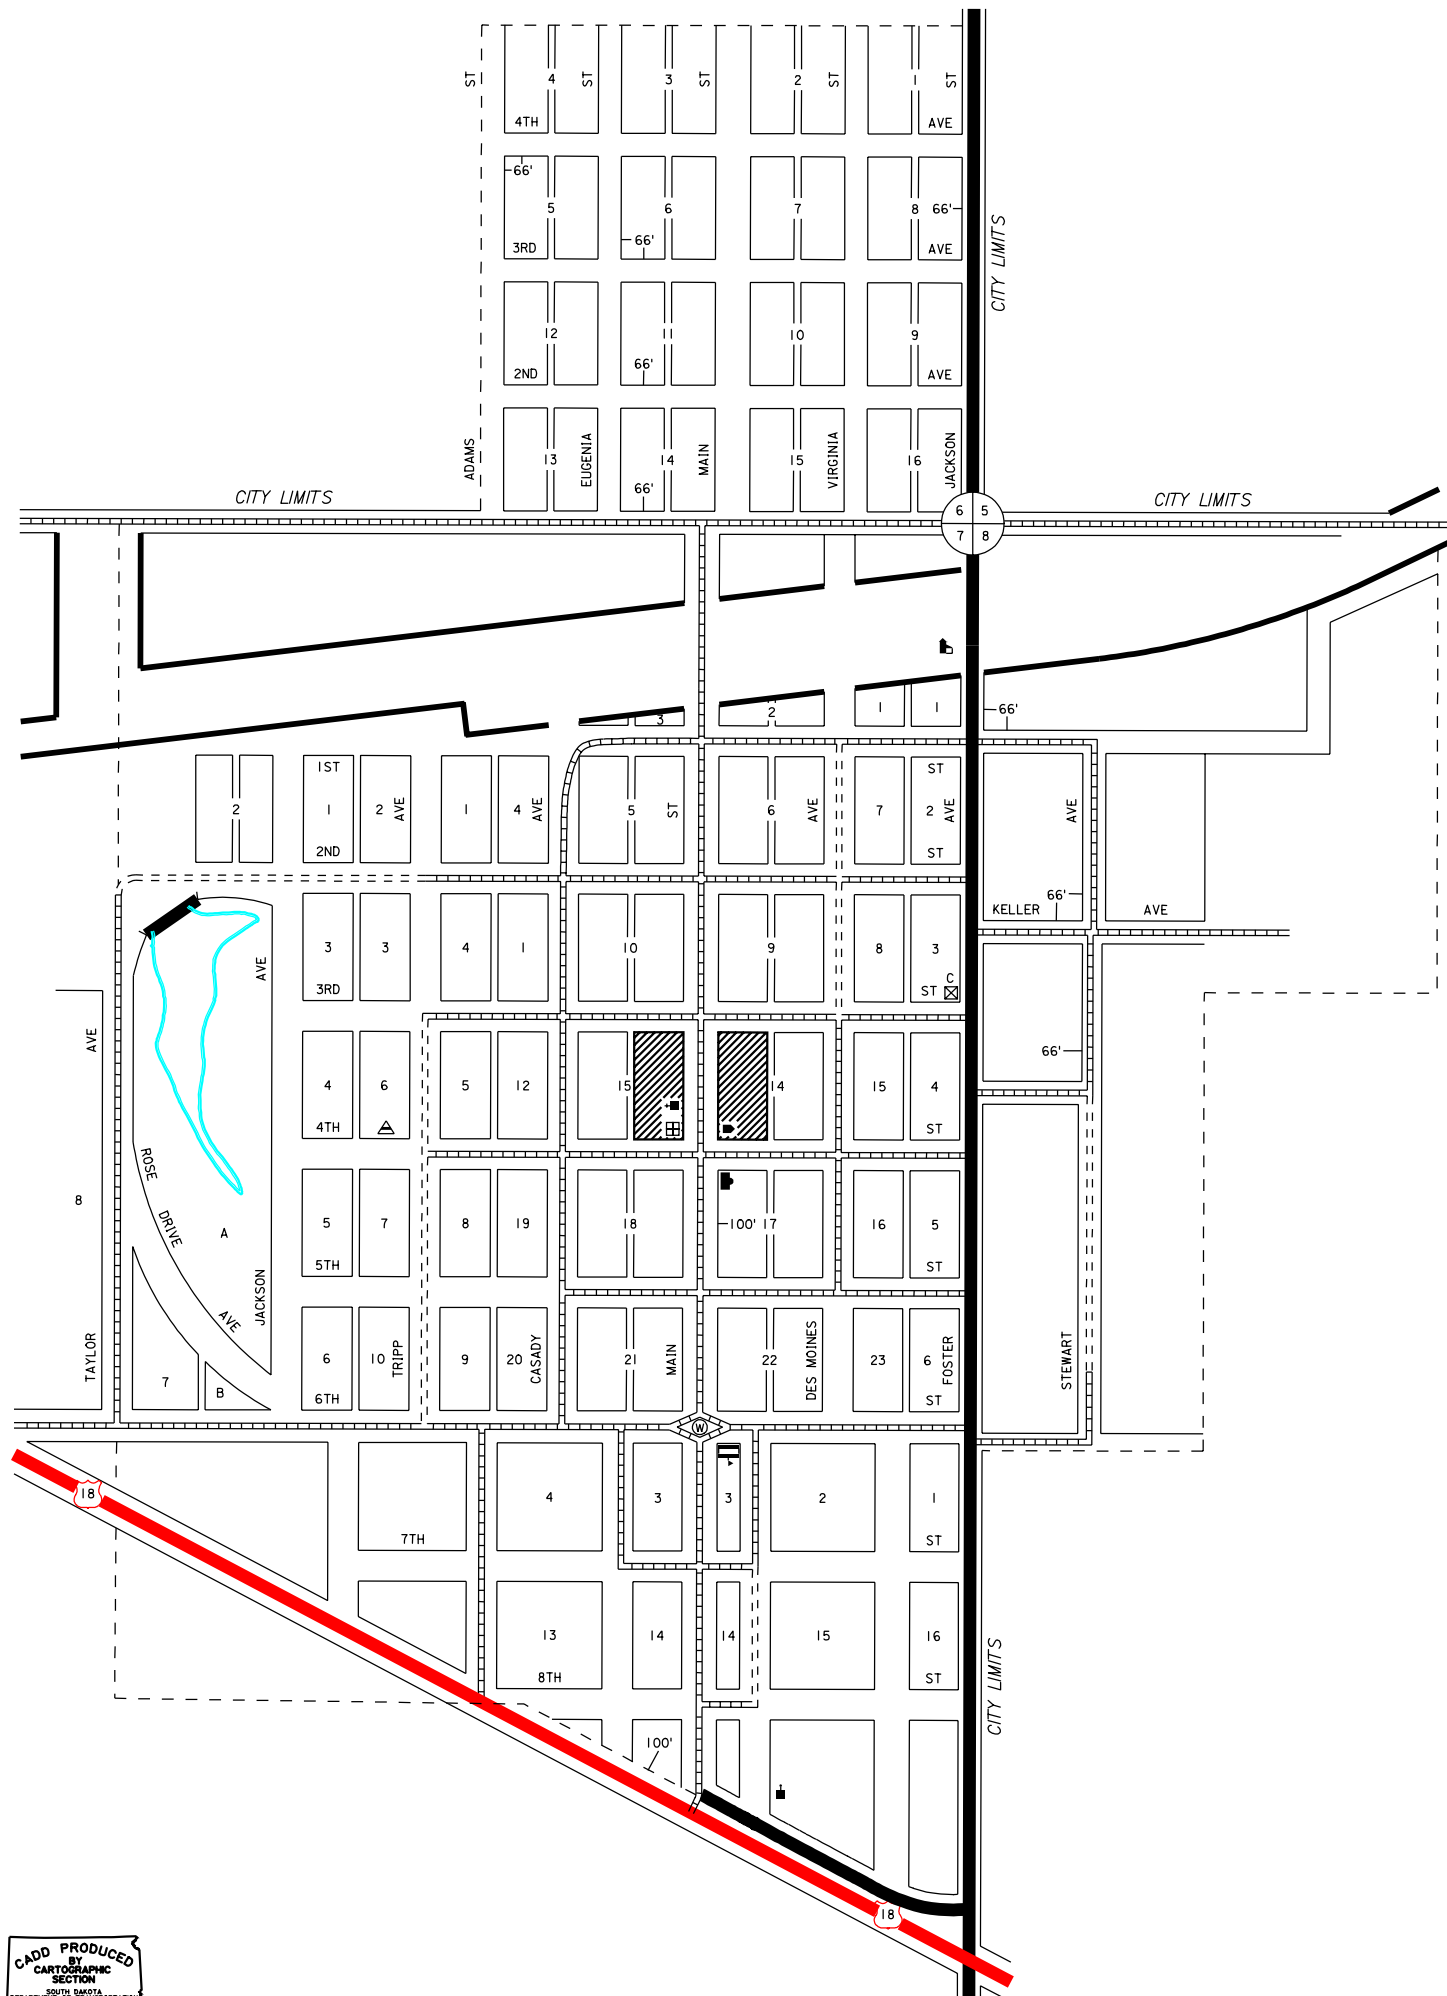 ST 4 ST 3 ST 2 ST 1 ST
4TH AVE
66'
5 6 7 8 66'
3RD 66' AVE
12 11 10 9
2ND 66' AVE
ADAMS 13 EUGENIA 14 MAIN 15 VIRGINIA 16 JACKSON
66'
CITY LIMITS
CITY LIMITS
CITY LIMITS
6 5
7 8
3 2 1 1 66'
1ST ST
2 1 2 AVE 1 4 AVE 5 ST 6 AVE 7 2 AVE AVE
2ND ST
66'
KELLER AVE
3 3 4 1 10 9 8 3
AVE
C
3RD ST
AVE
66'
4 6 5 12 15 14 15 4
4TH ST
ROSE
8
DRIVE
A
5 7 8 19 18 100' 17 16 5
5TH ST
JACKSON
AVE
TAYLOR
6 10 TRIPP 9 20 CASADY 21 MAIN 22 DES MOINES 23 6 FOSTER STEWART
7 B
6TH ST
W
18
4 3 3 2 1
7TH ST
13 14 14 15 16
8TH ST
CITY LIMITS
100'
18
CADD PRODUCED
BY
CARTOGRAPHIC
SECTION
SOUTH DAKOTA